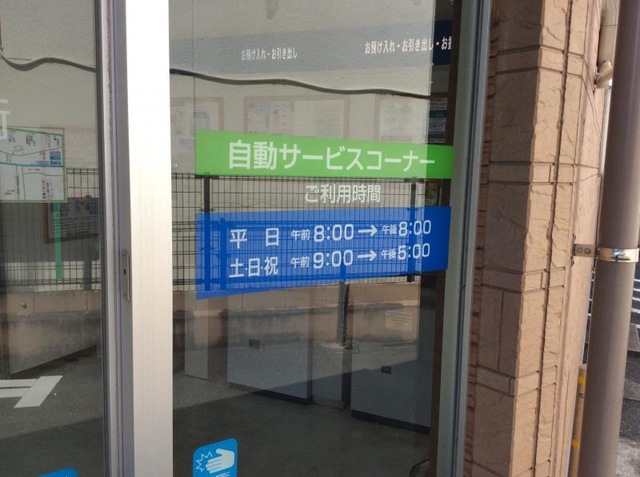 お預け入れ・お引き出し
お預け入れ・お引き出し・お
自動サービスコーナー
ご利用時間
平 日 午前 8:00→午後8:00
土・日・祝 午前 9:00→午後5:00